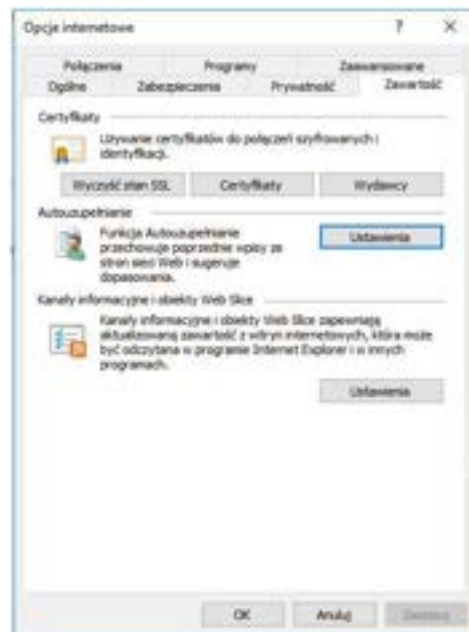 Opcje internetowe ? ×
Połączenia Programy Zaawansowane
Ogólne Zabezpieczenia Prywatność Zawartość
Certyfikaty
Używanie certyfikatów do połączeń szyfrowanych i
identyfikacji.
Wyczyść stan SSL Certyfikaty Wydawcy
Autouzupełnianie
Funkcja Autouzupełnianie
przechowuje poprzednie wpisy ze
stron sieci Web i sugeruje
dopasowania.
Ustawienia
Kanały informacyjne i obiekty Web Slice
Kanały informacyjne i obiekty Web Slice zapewniają
aktualizowaną zawartość z witryn internetowych, która może
być odczytana w programie Internet Explorer i w innych
programach.
Ustawienia
OK Anuluj Zastosuj